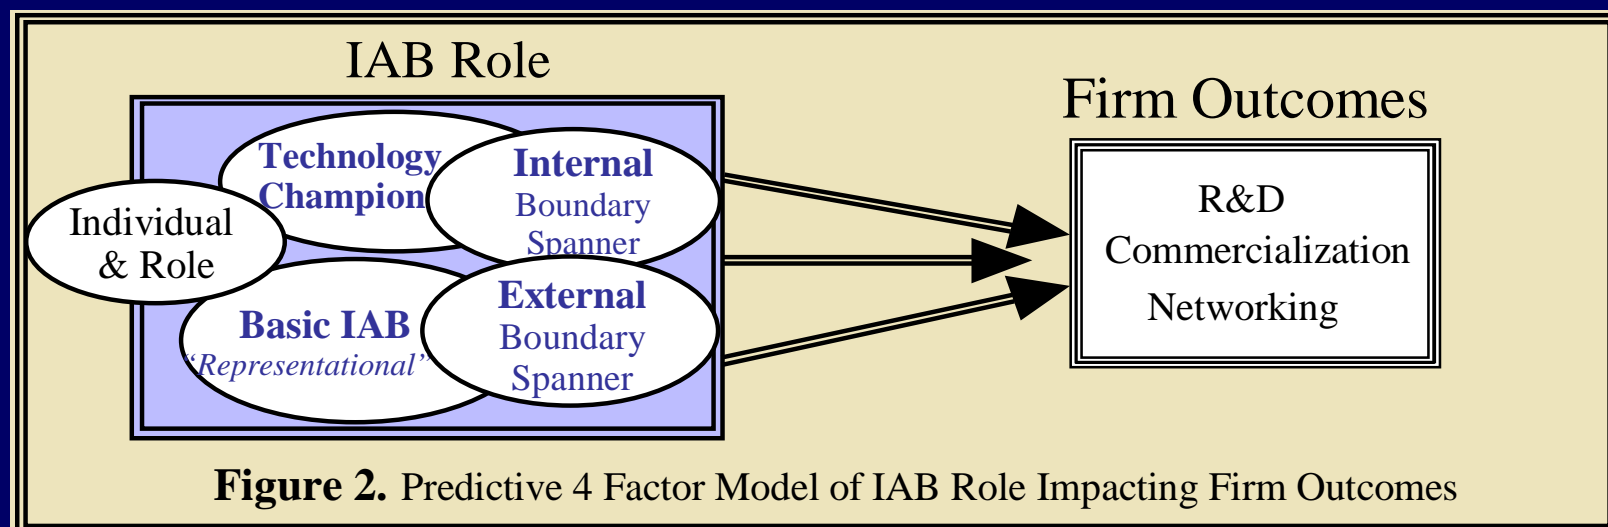 IAB Role
Firm Outcomes
Technology
Champion
Internal
Boundary
Spanner
Individual
& Role
Basic IAB
“Representational”
External
Boundary
Spanner
R&D
Commercialization
Networking
Figure 2. Predictive 4 Factor Model of IAB Role Impacting Firm Outcomes